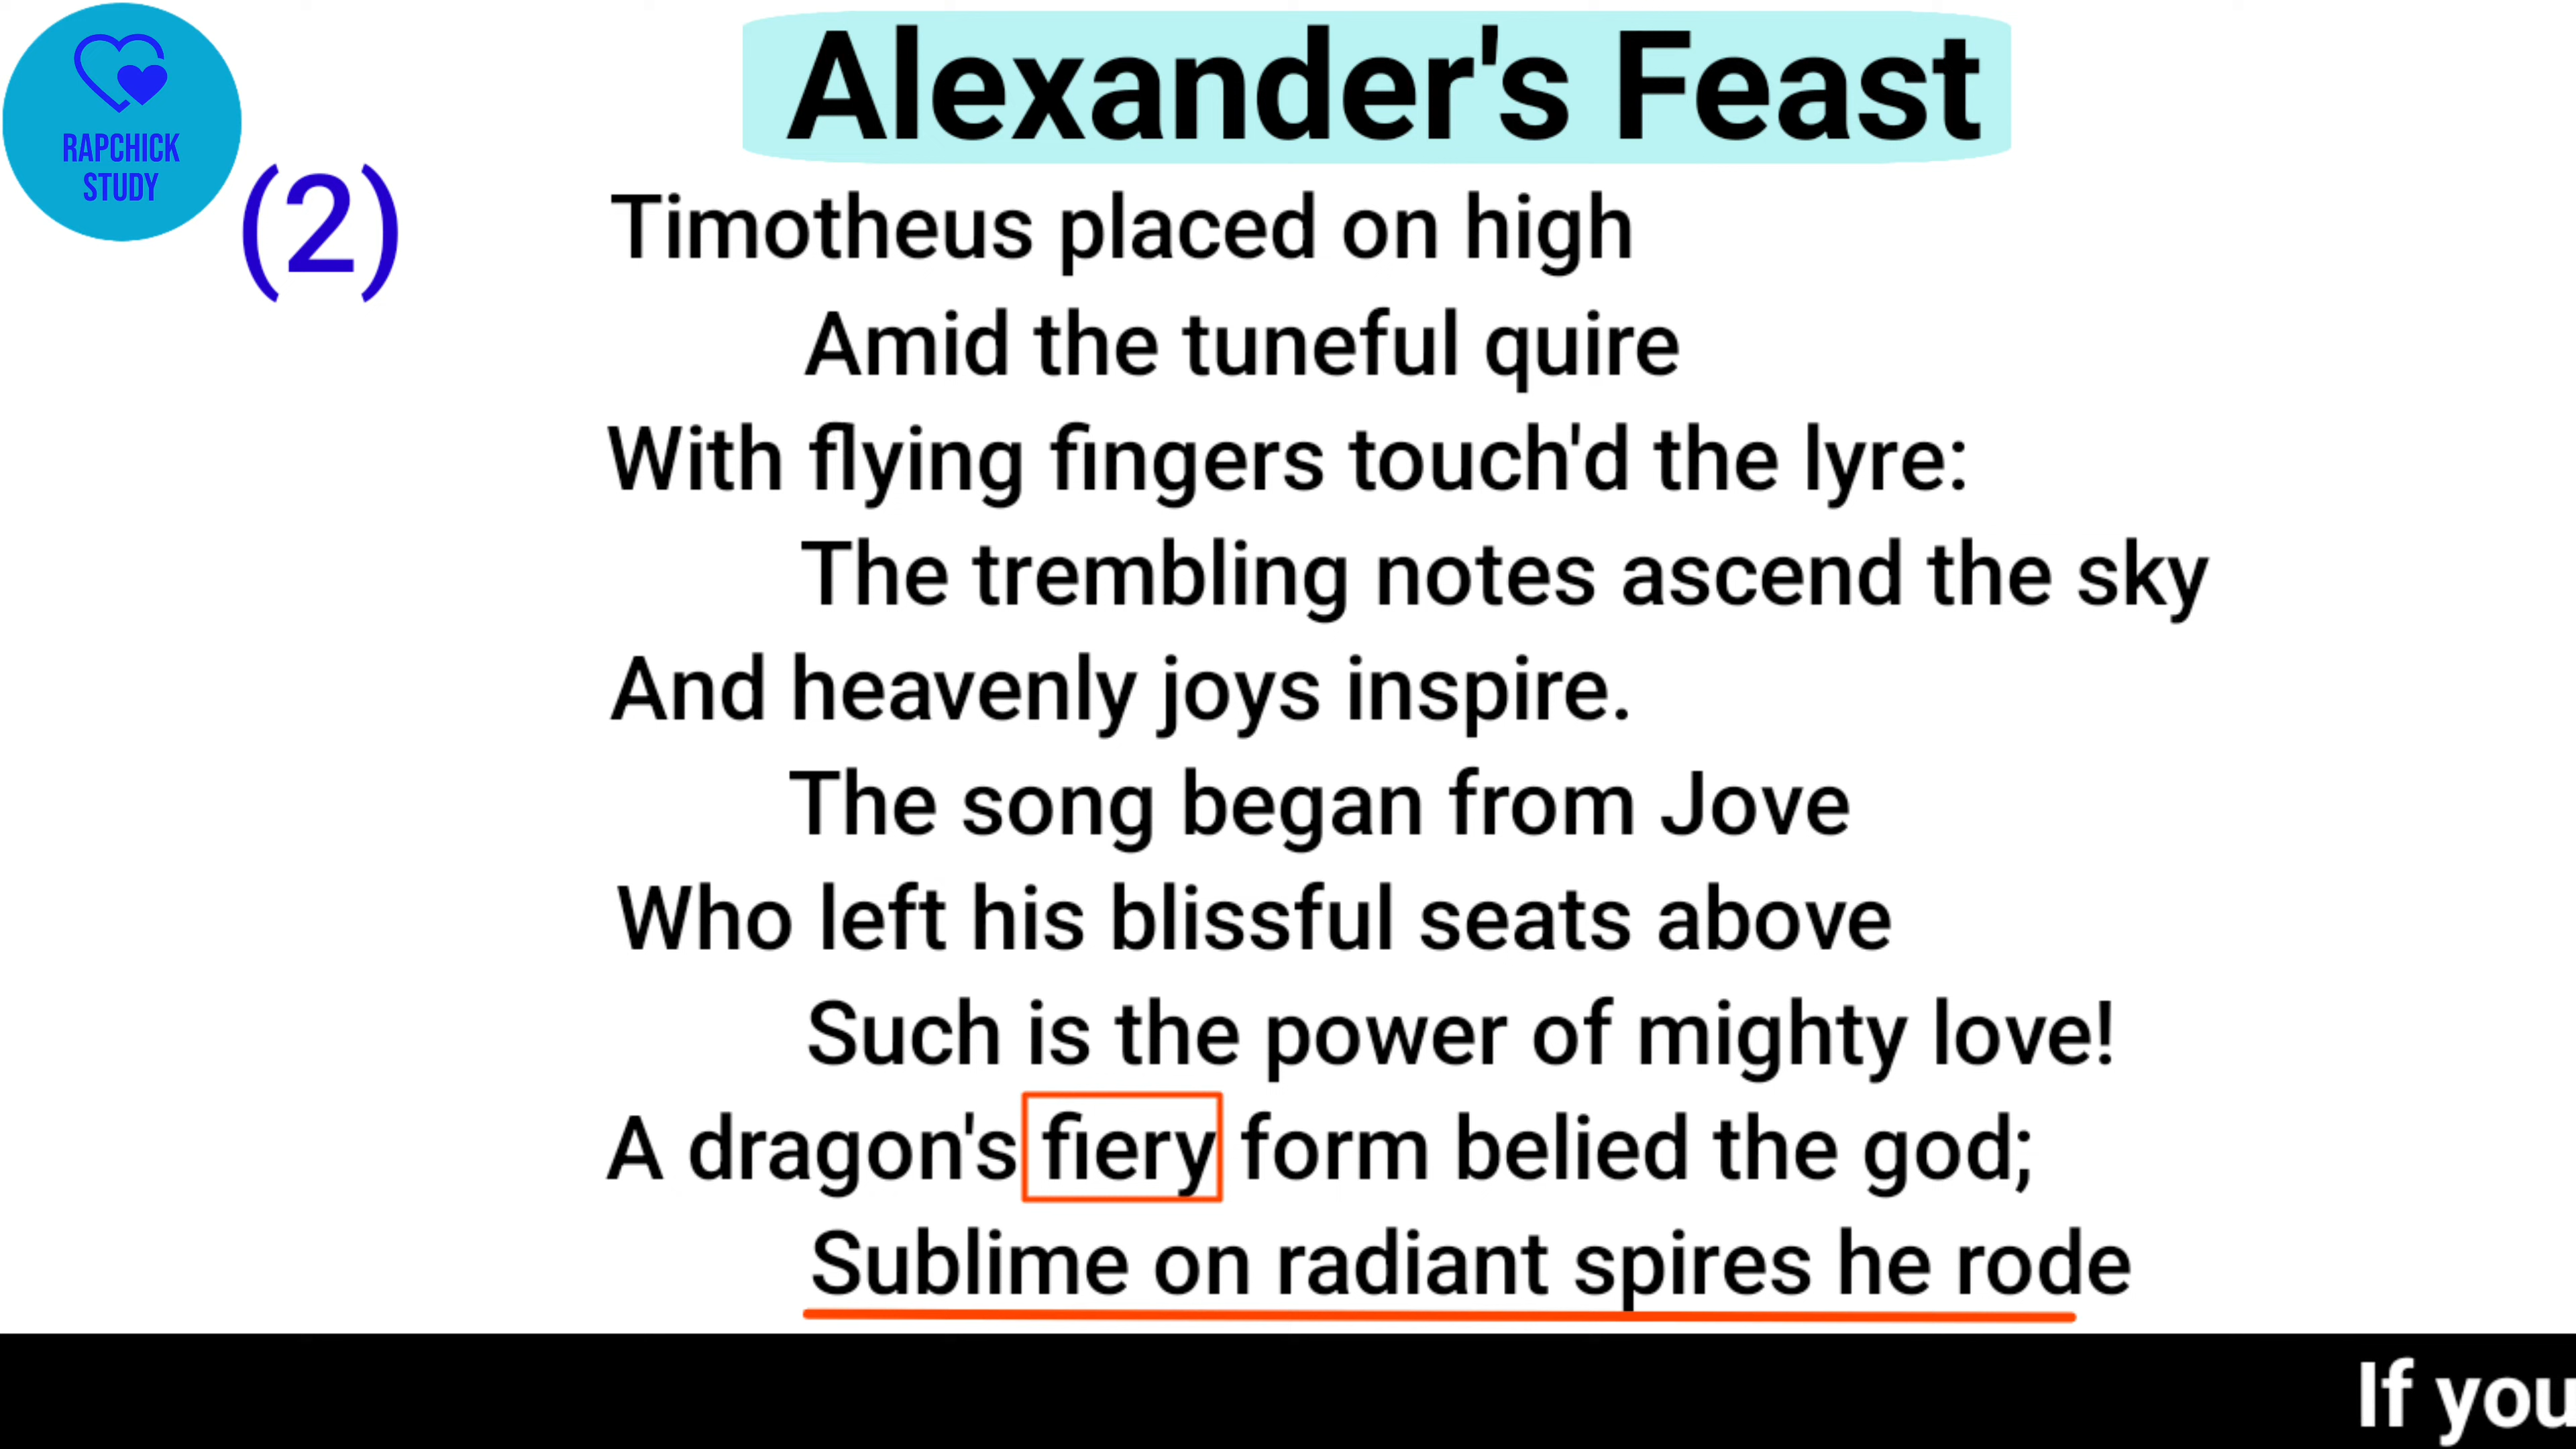 RAPCHICK
STUDY
(2)
Alexander's Feast
Timotheus placed on high
Amid the tuneful quire
With flying fingers touch'd the lyre:
The trembling notes ascend the sky
And heavenly joys inspire.
The song began from Jove
Who left his blissful seats above
Such is the power of mighty love!
A dragon's fiery form belied the god;
Sublime on radiant spires he rode
If you